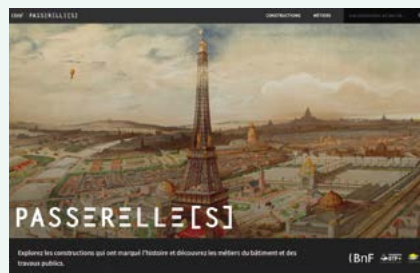 (BnF PASSERELLE[S]
CONSTRUCTIONS MÉTIERS
PASSERELLE[S]
Explorez les constructions qui ont marqué l'histoire et découvrez les métiers du bâtiment et des
travaux publics.
(BnF